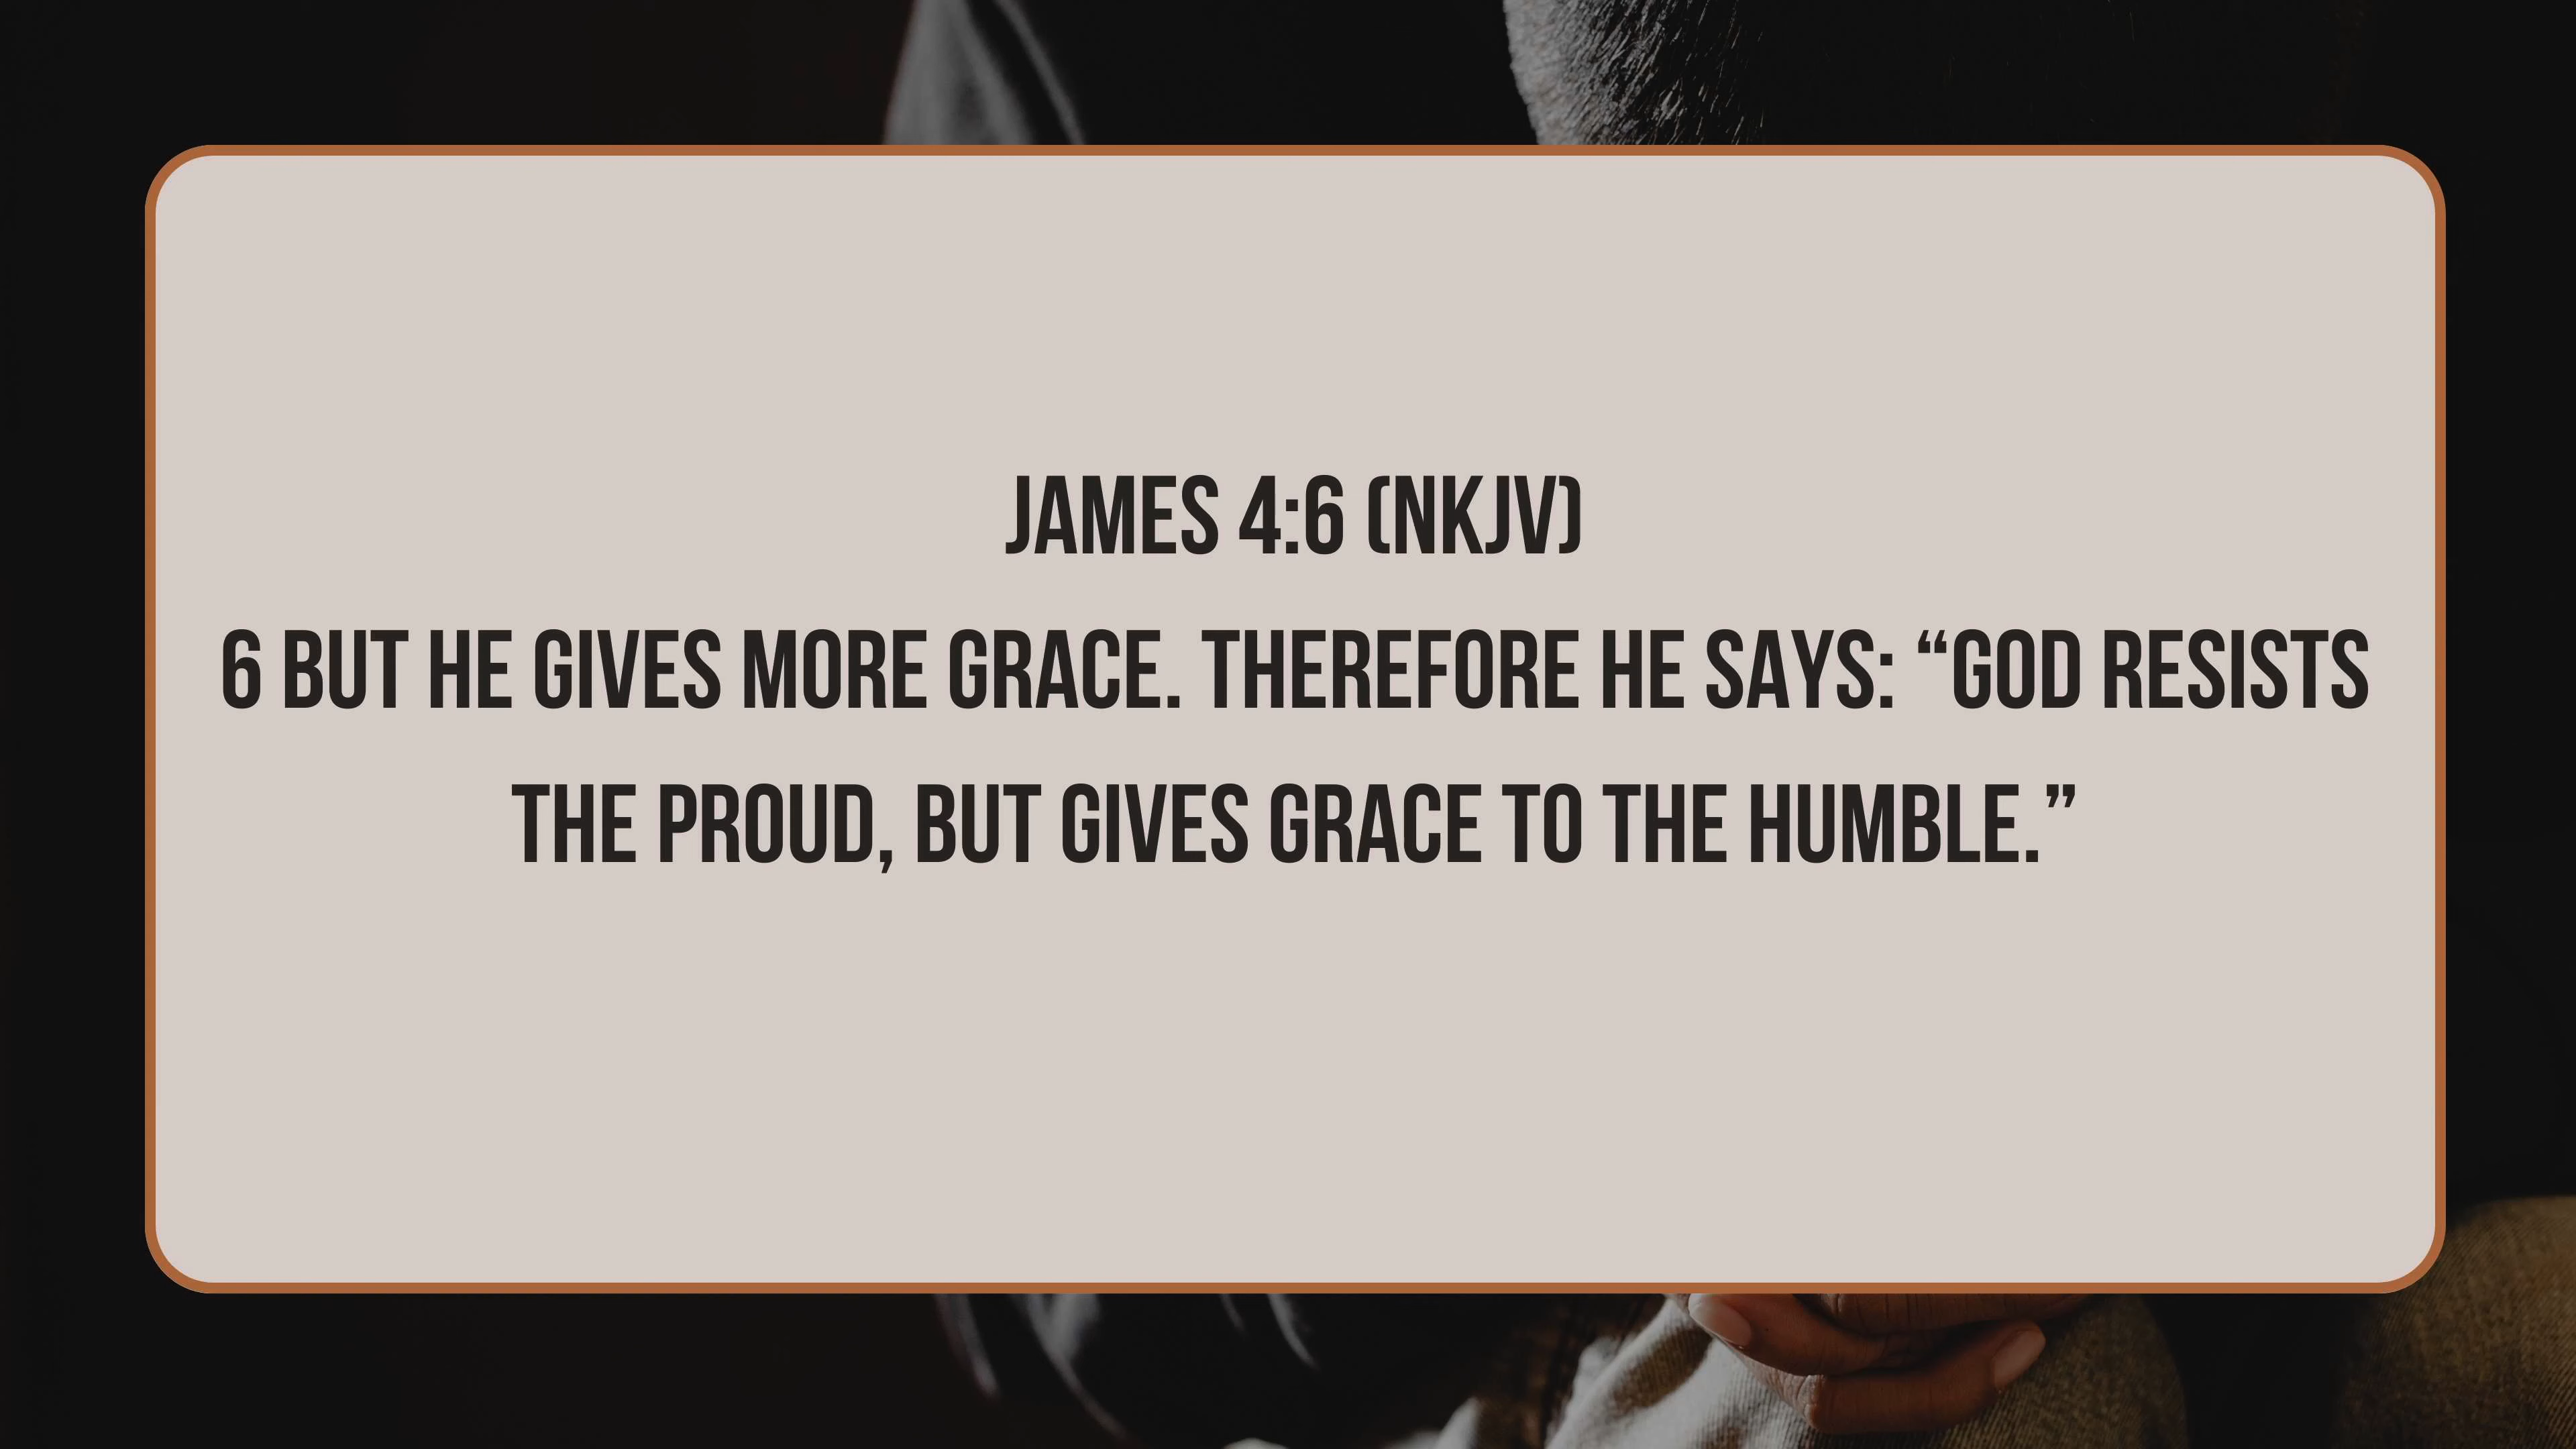 JAMES 4:6 (NKJV)
6 BUT HE GIVES MORE GRACE. THEREFORE HE SAYS: “GOD RESISTS
THE PROUD, BUT GIVES GRACE TO THE HUMBLE.”